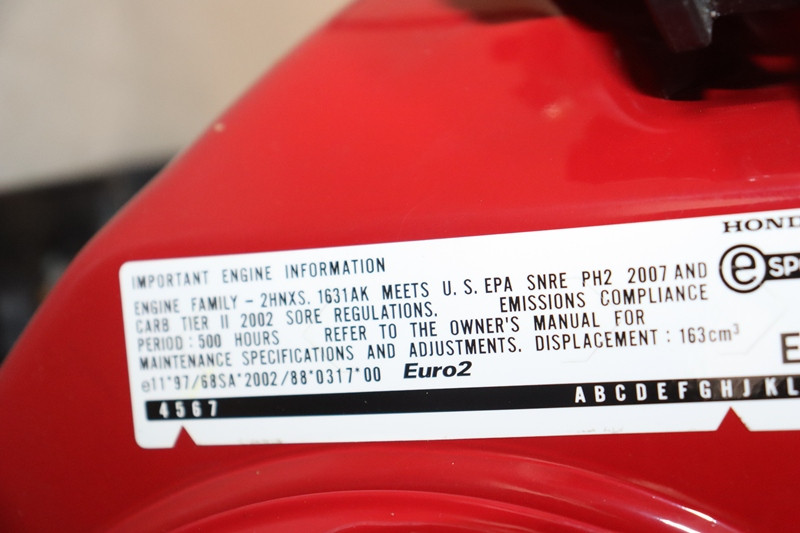 HOND
e SP
IMPORTANT ENGINE INFORMATION
ENGINE FAMILY - 2HNXS. 1631AK MEETS U.S. EPA SNRE PH2 2007 AND
CARB TIER II 2002 SORE REGULATIONS. EMISSIONS COMPLIANCE
PERIOD : 500 HOURS REFER TO THE OWNER'S MANUAL FOR
MAINTENANCE SPECIFICATIONS AND ADJUSTMENTS. DISPLACEMENT : 163cm³
e11*97/68SA*2002/88*0317*00 Euro2
E
4567 ABCDEFGHJKL